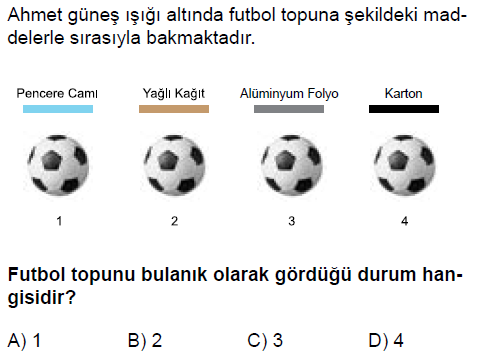 Ahmet güneş ışığı altında futbol topuna şekildeki mad-
delerle sırasıyla bakmaktadır.
Pencere Camı Yağlı Kağıt Alüminyum Folyo Karton
1 2 3 4
Futbol topunu bulanık olarak gördüğü durum han-
gisidir?
A) 1 B) 2 C) 3 D) 4